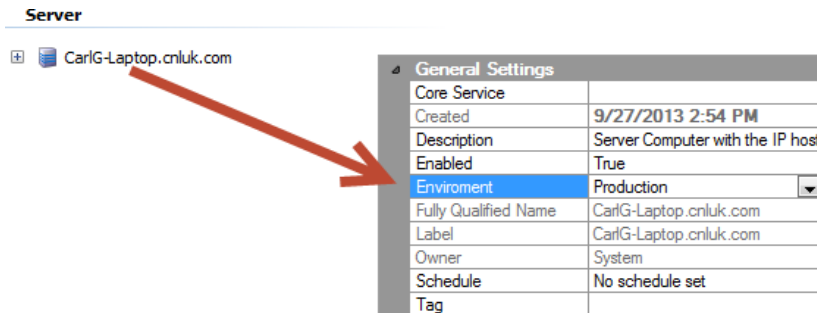 Server
CarlG-Laptop.cnluk.com
General Settings
Core Service
Created 9/27/2013 2:54 PM
Description Server Computer with the IP host
Enabled True
Enviroment Production
Fully Qualified Name CarlG-Laptop.cnluk.com
Label CarlG-Laptop.cnluk.com
Owner System
Schedule No schedule set
Tag